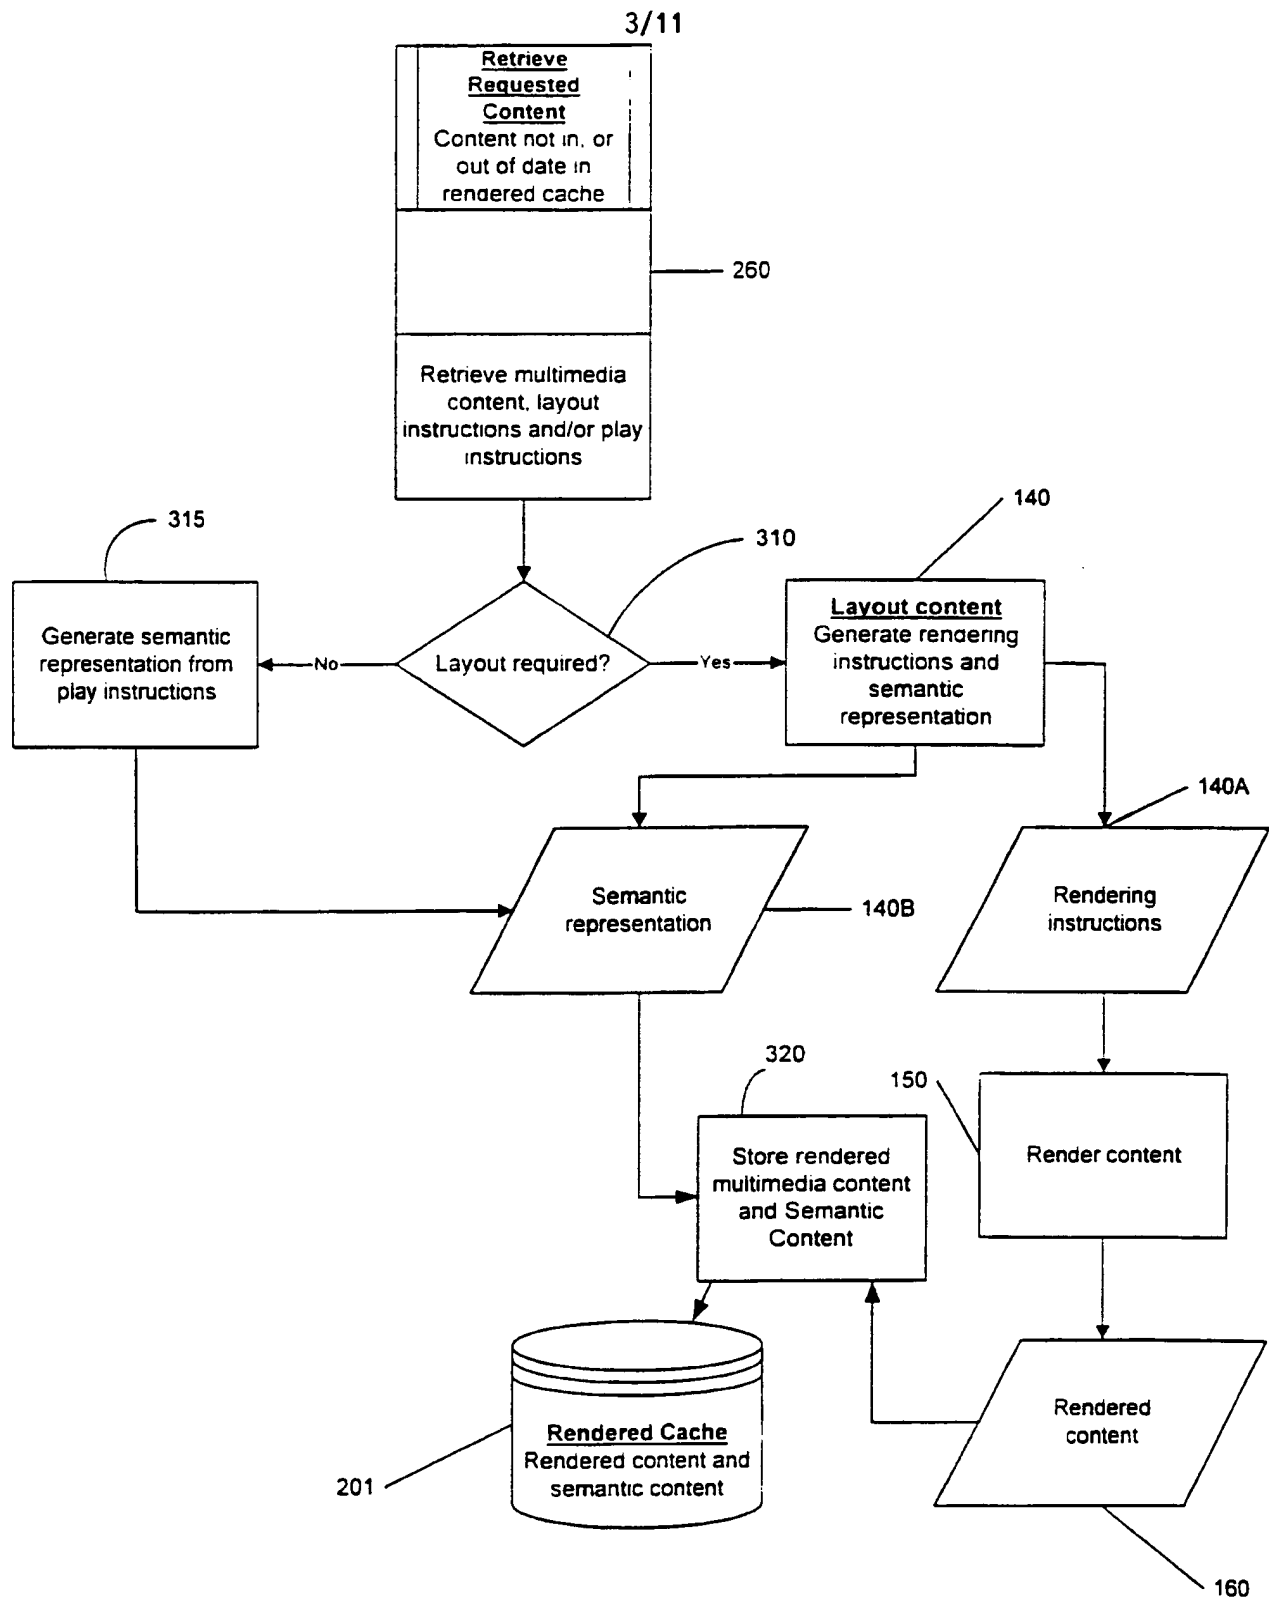 3/11
Retrieve
Requested
Content
Content not in, or
out of date in
rendered cache
260
Retrieve multimedia
content, layout
instructions and/or play
instructions
315
310
140
Generate semantic
representation from
play instructions
No
Layout required?
Yes
Layout content
Generate rendering
instructions and
semantic
representation
140A
Semantic
representation
140B
Rendering
instructions
320
150
Store rendered
multimedia content
and Semantic
Content
Render content
Rendered Cache
Rendered content and
semantic content
201
Rendered
content
160